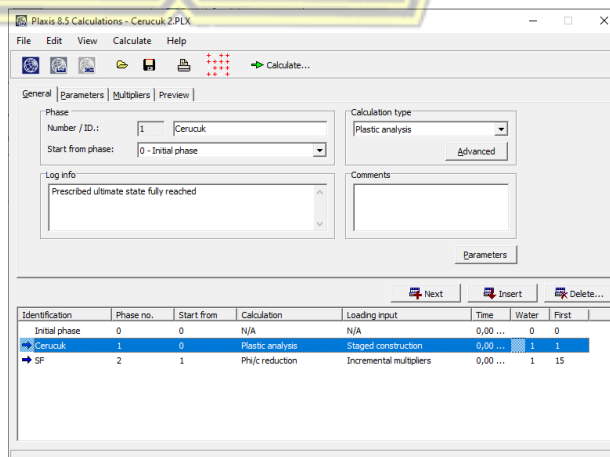 Plaxis 8.5 Calculations - Cerucuk 2.PLX
File Edit View Calculate Help
Calculate...
General Parameters Multipliers Preview
Phase
Number / ID.: 1 Cerucuk
Start from phase: 0 - Initial phase
Calculation type
Plastic analysis
Advanced
Log info
Prescribed ultimate state fully reached
Comments
Parameters
Next Insert Delete...
Identification Phase no. Start from Calculation Loading input Time Water First
Initial phase 0 0 N/A N/A 0,00 ... 0 0
Cerucuk 1 0 Plastic analysis Staged construction 0,00 ... 1 1
SF 2 1 Phi/c reduction Incremental multipliers 0,00 ... 1 15